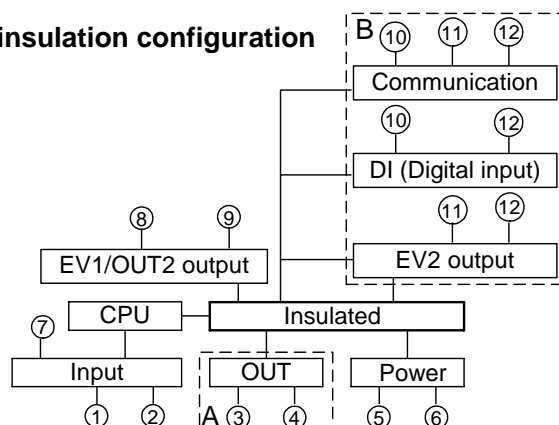 insulation configuration
B
⑩ ⑪ ⑫
Communication
⑩ ⑫
DI (Digital input)
⑪ ⑫
EV2 output
⑧ ⑨
EV1/OUT2 output
CPU
Insulated
⑦
Input
OUT
Power
① ②
A
③ ④
⑤ ⑥